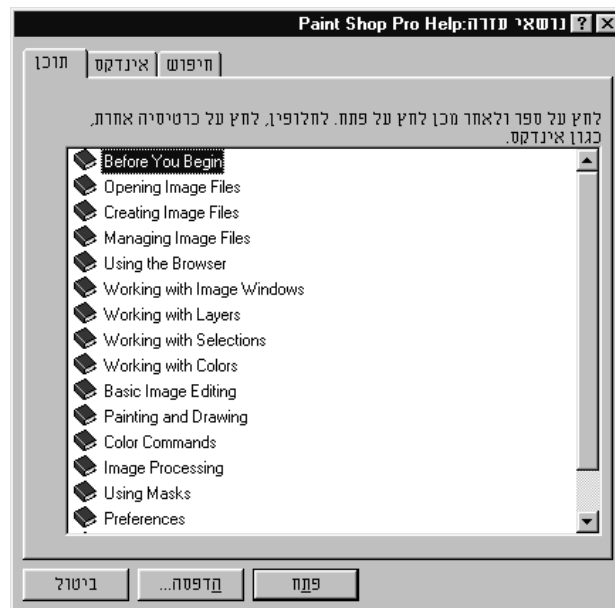 נושאי עזרה: Paint Shop Pro Help
תוכן
אינדקס
חיפוש
לחץ על ספר ולאחר מכן לחץ על פתח. לחלופין, לחץ על כרטיסיה אחרת,
כגון אינדקס.
Before You Begin
Opening Image Files
Creating Image Files
Managing Image Files
Using the Browser
Working with Image Windows
Working with Layers
Working with Selections
Working with Colors
Basic Image Editing
Painting and Drawing
Color Commands
Image Processing
Using Masks
Preferences
פתח
הדפסה...
ביטול